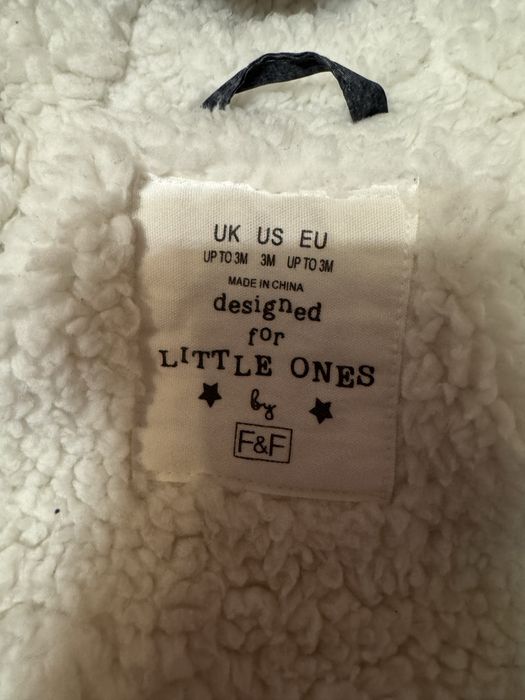 UK US EU
UP TO 3M 3M UP TO 3M
MADE IN CHINA
designed
for
LITTLE ONES
by
F&F